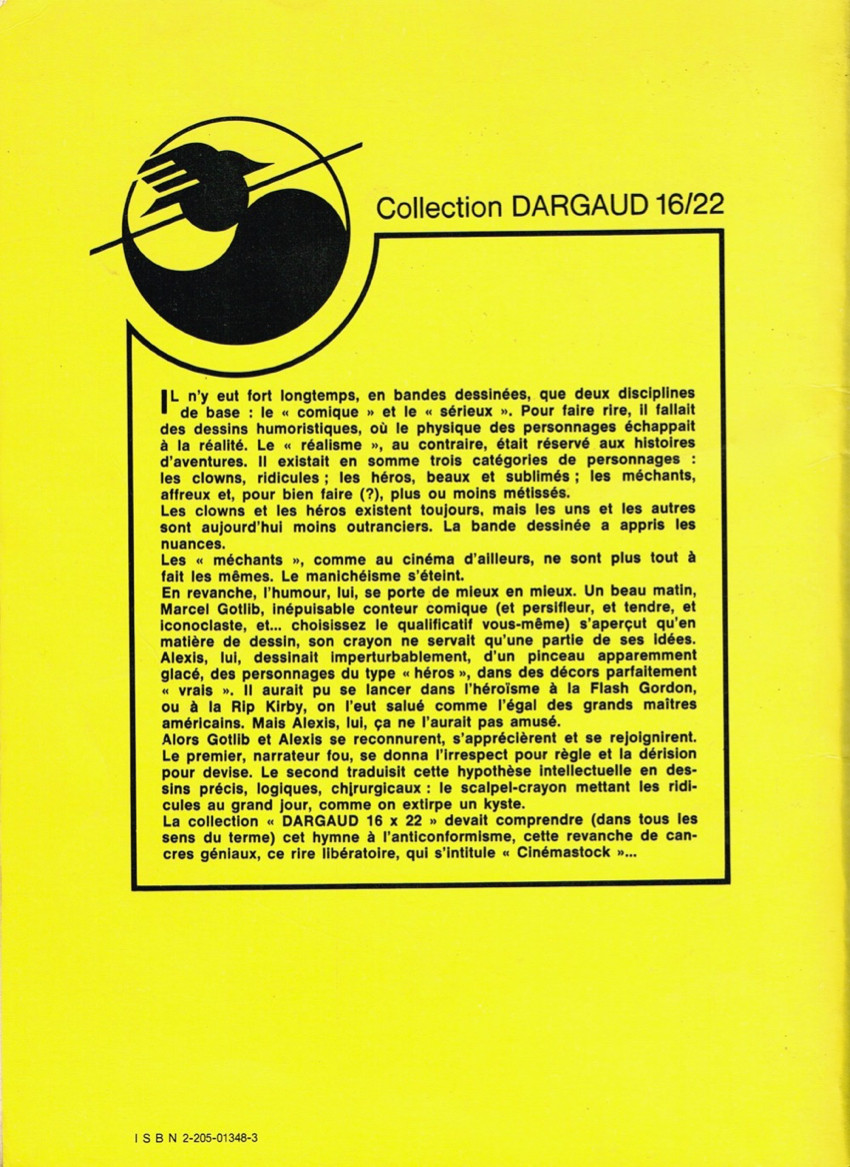 Collection DARGAUD 16/22
IL n'y eut fort longtemps, en bandes dessinées, que deux disciplines
de base : le « comique » et le « sérieux ». Pour faire rire, il fallait
des dessins humoristiques, où le physique des personnages échappait
à la réalité. Le « réalisme », au contraire, était réservé aux histoires
d'aventures. Il existait en somme trois catégories de personnages :
les clowns, ridicules ; les héros, beaux et sublimés ; les méchants,
affreux et, pour bien faire (?), plus ou moins métissés.
Les clowns et les héros existent toujours, mais les uns et les autres
sont aujourd'hui moins outranciers. La bande dessinée a appris les
nuances.
Les « méchants », comme au cinéma d'ailleurs, ne sont plus tout à
fait les mêmes. Le manichéisme s'éteint.
En revanche, l'humour, lui, se porte de mieux en mieux. Un beau matin,
Marcel Gotlib, inépuisable conteur comique (et persifleur, et tendre, et
iconoclaste, et... choisissez le qualificatif vous-même) s'aperçut qu'en
matière de dessin, son crayon ne servait qu'une partie de ses idées.
Alexis, lui, dessinait imperturbablement, d'un pinceau apparemment
glacé, des personnages du type « héros », dans des décors parfaitement
« vrais ». Il aurait pu se lancer dans l'héroïsme à la Flash Gordon,
ou à la Rip Kirby, on l'eut salué comme l'égal des grands maîtres
américains. Mais Alexis, lui, ça ne l'aurait pas amusé.
Alors Gotlib et Alexis se reconnurent, s'apprécièrent et se rejoignirent.
Le premier, narrateur fou, se donna l'irrespect pour règle et la dérision
pour devise. Le second traduisit cette hypothèse intellectuelle en des-
sins précis, logiques, chirurgicaux : le scalpel-crayon mettant les ridi-
cules au grand jour, comme on extirpe un kyste.
La collection « DARGAUD 16 x 22 » devait comprendre (dans tous les
sens du terme) cet hymne à l'anticonformisme, cette revanche de can-
cres géniaux, ce rire libératoire, qui s'intitule « Cinémastock »...
ISBN 2-205-01348-3